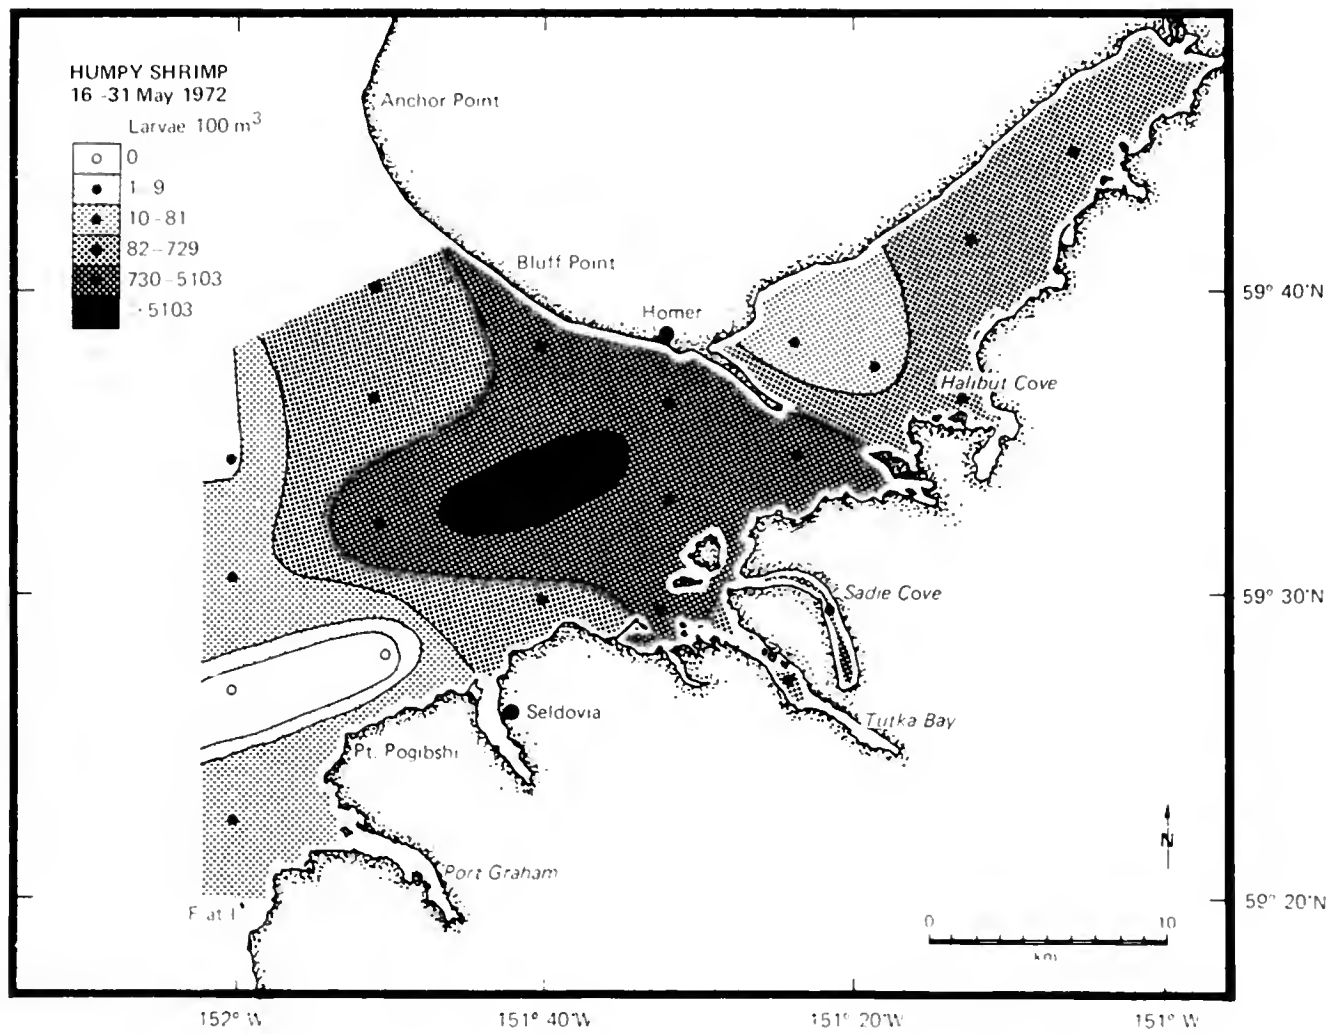 HUMPY SHRIMP
16-31 May 1972
Larvae 100 m³
0
1-9
10-81
82-729
730-5103
5103
Anchor Point
Bluff Point
Homer
59° 40'N
Halibut Cove
Sadie Cove
59° 30'N
Seldovia
Tutka Bay
Pt. Pogibshi
N
Port Graham
59° 20'N
0 10
km
152° W 151° 40'W 151° 20'W 151° W